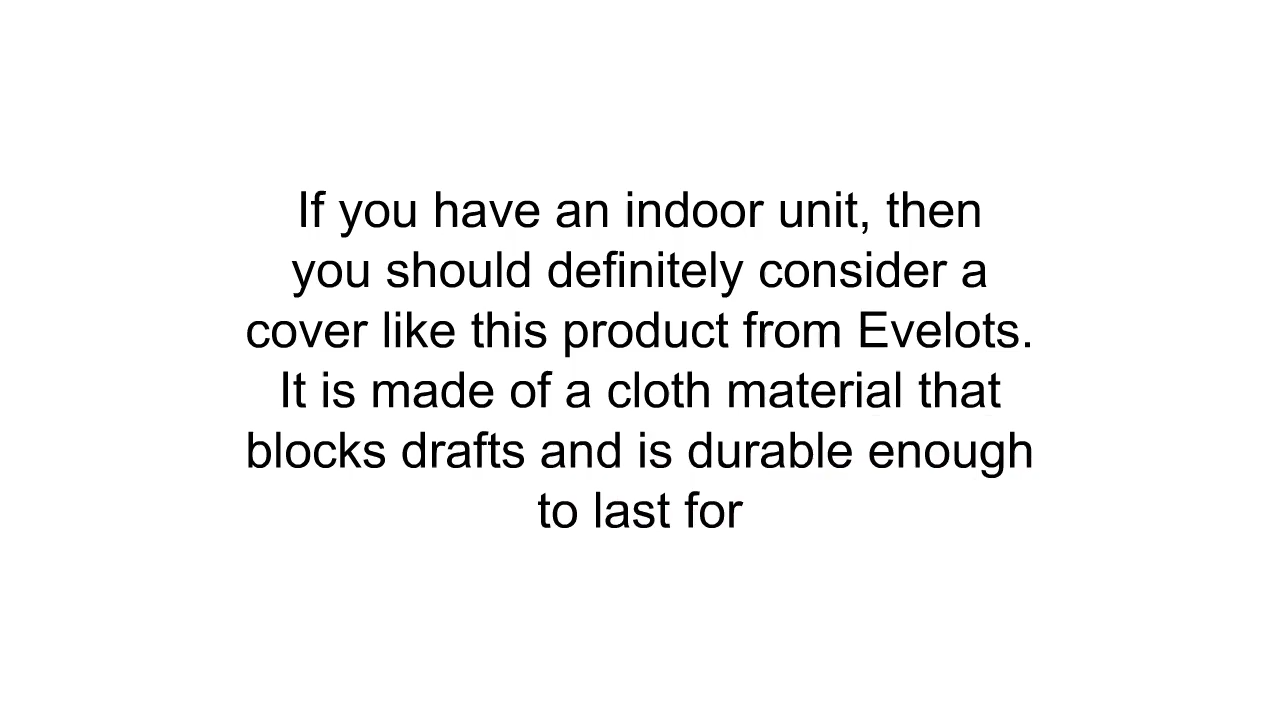 If you have an indoor unit, then
you should definitely consider a
cover like this product from Evelots.
It is made of a cloth material that
blocks drafts and is durable enough
to last for